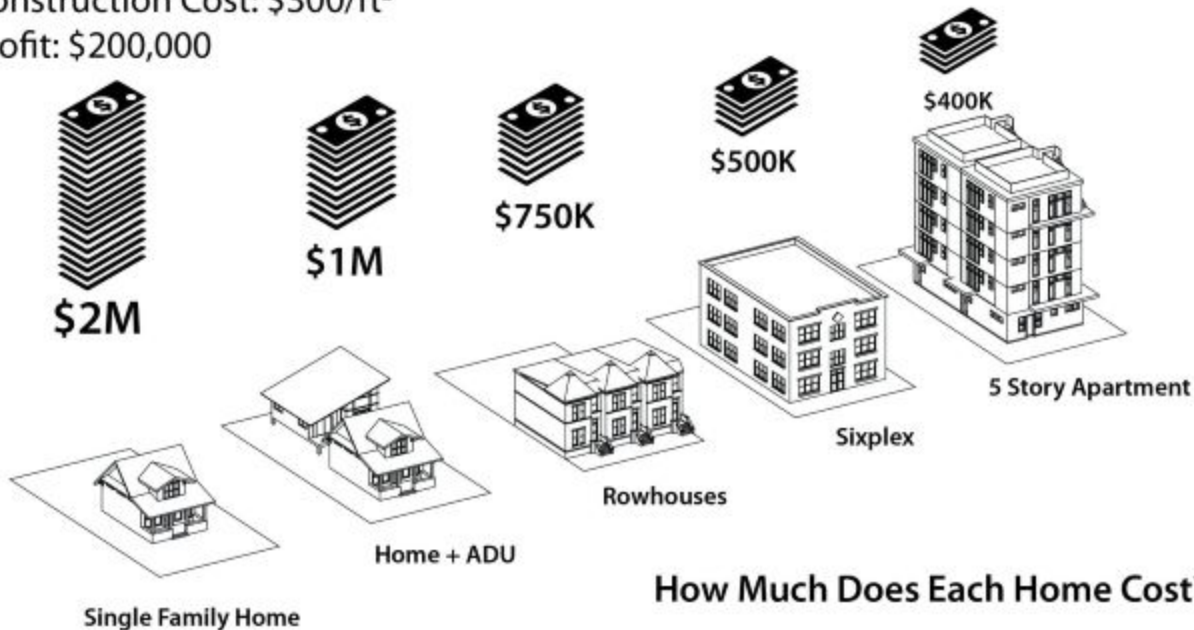 onstruction Cost: $300/ft²
ofit: $200,000
$2M
$1M
$750K
$500K
$400K
Single Family Home
Home + ADU
Rowhouses
Sixplex
5 Story Apartment
How Much Does Each Home Cost